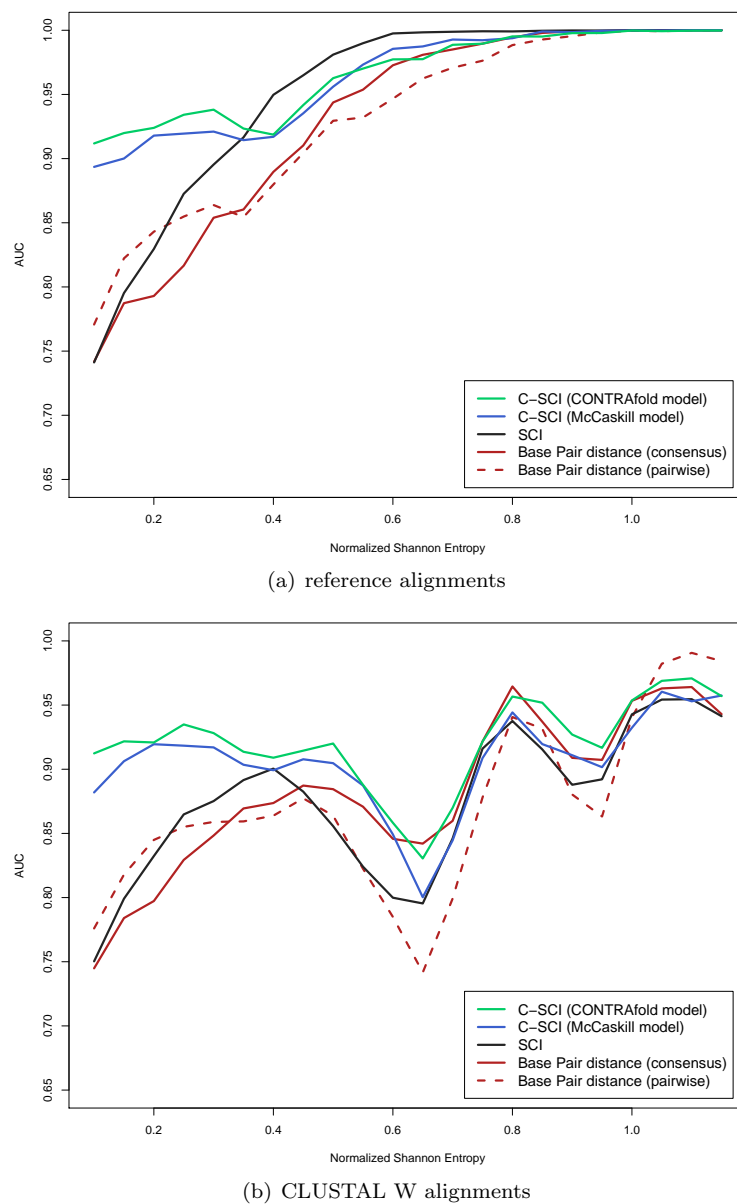 1.00
0.95
0.90
0.85
0.80
0.75
0.70
0.65
AUC
C−SCI (CONTRAfold model)
C−SCI (McCaskill model)
SCI
Base Pair distance (consensus)
Base Pair distance (pairwise)
0.2 0.4 0.6 0.8 1.0
Normalized Shannon Entropy
(a) reference alignments
1.00
0.95
0.90
0.85
0.80
0.75
0.70
0.65
AUC
C−SCI (CONTRAfold model)
C−SCI (McCaskill model)
SCI
Base Pair distance (consensus)
Base Pair distance (pairwise)
0.2 0.4 0.6 0.8 1.0
Normalized Shannon Entropy
(b) CLUSTAL W alignments